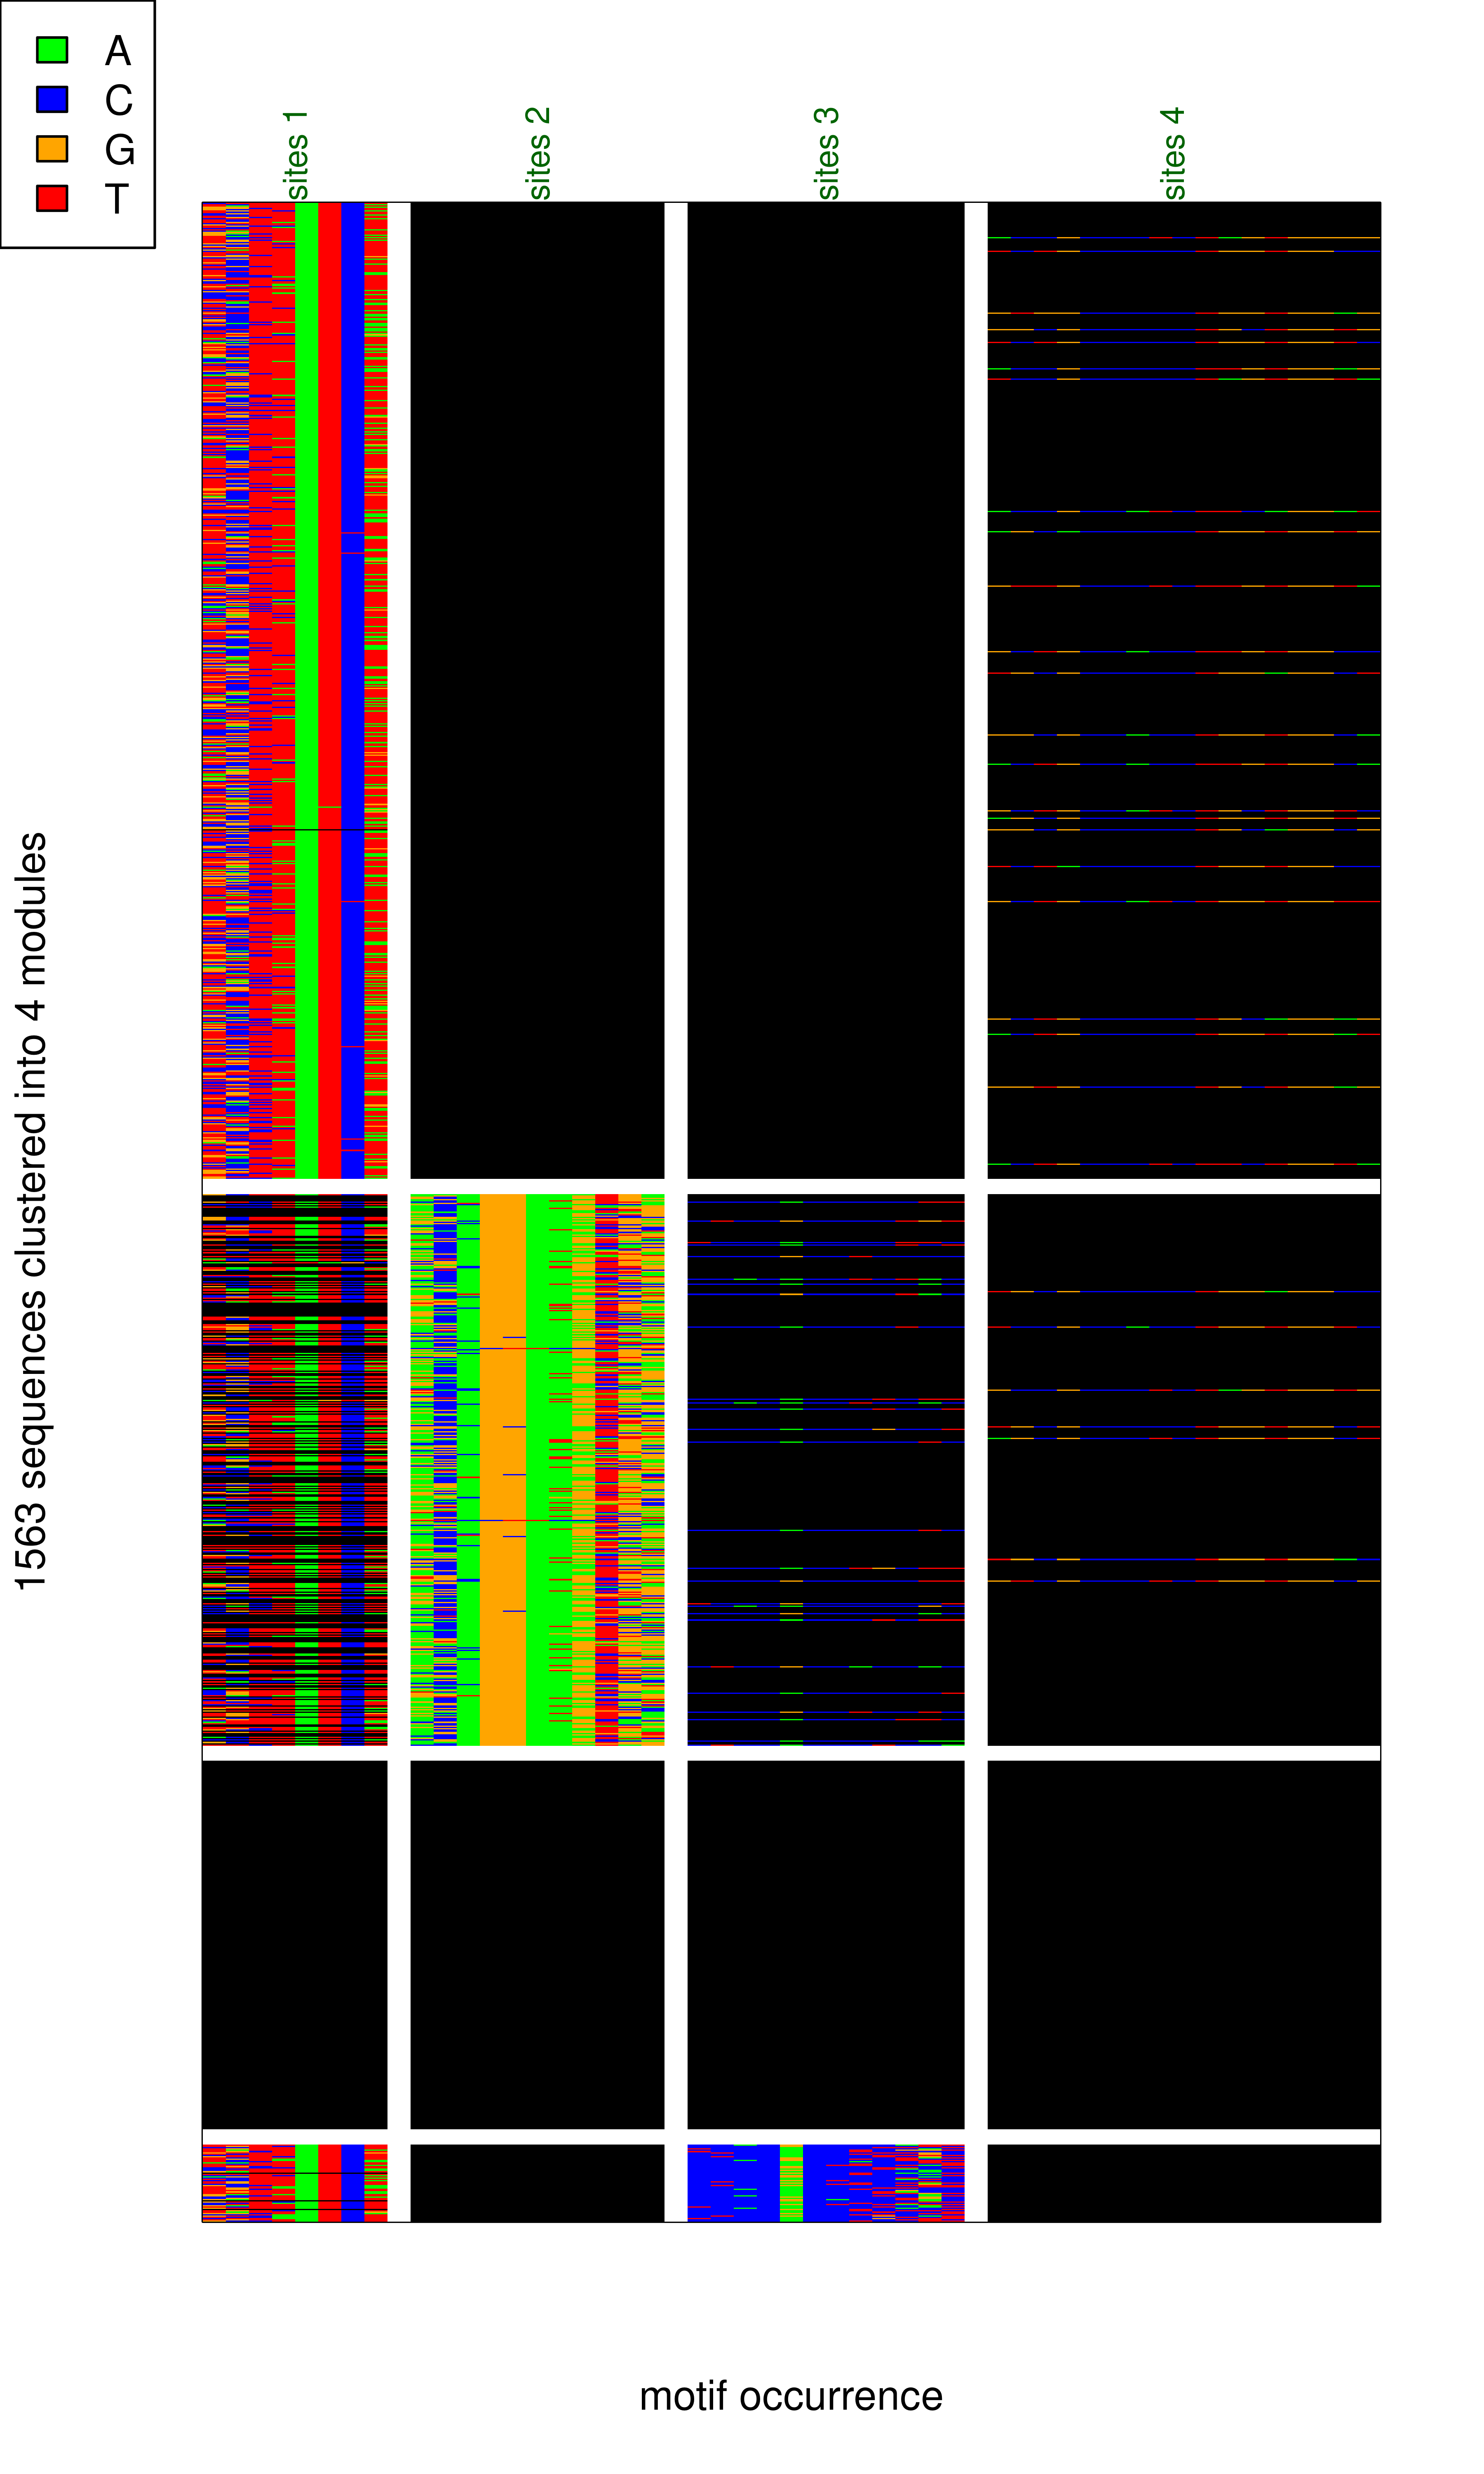 A
C
G
T
sites 1
sites 2
sites 3
sites 4
1563 sequences clustered into 4 modules
motif occurrence